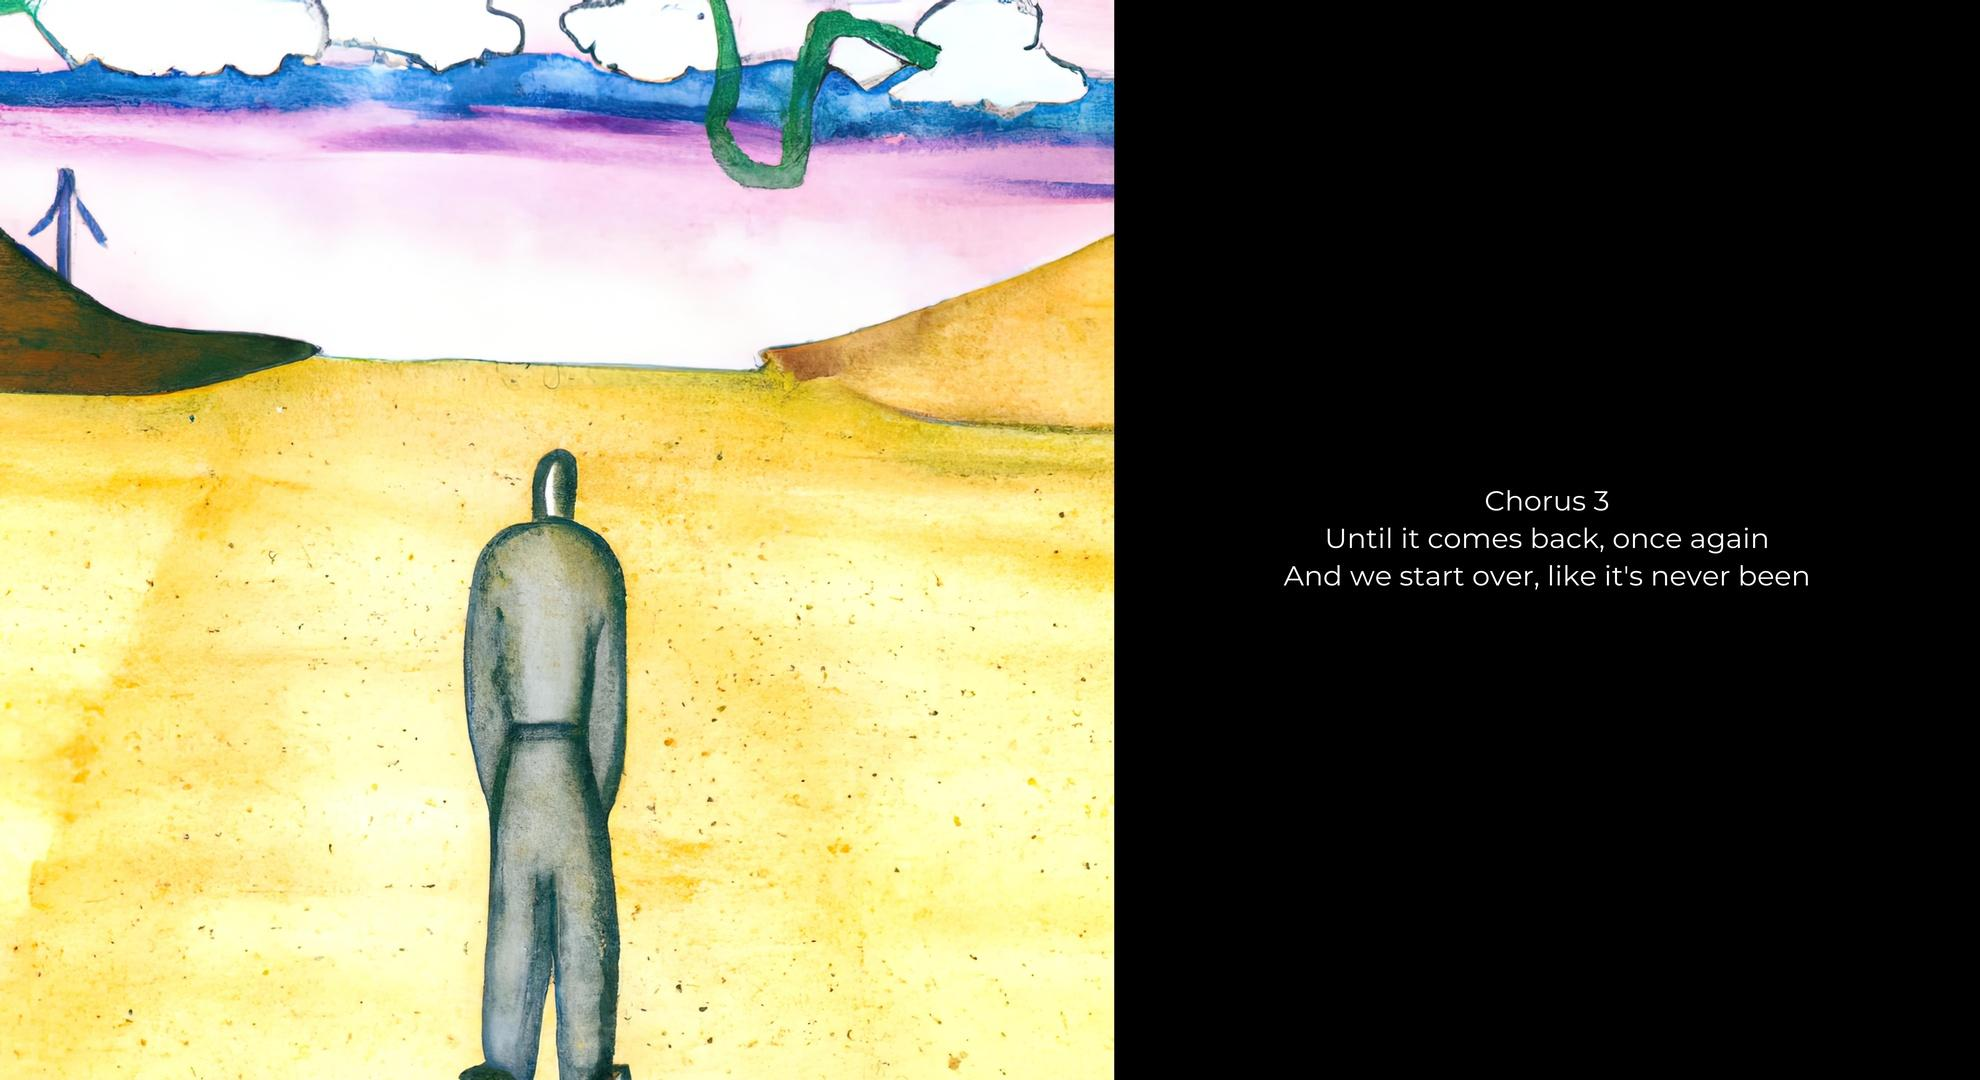 Chorus 3
Until it comes back, once again
And we start over, like it's never been